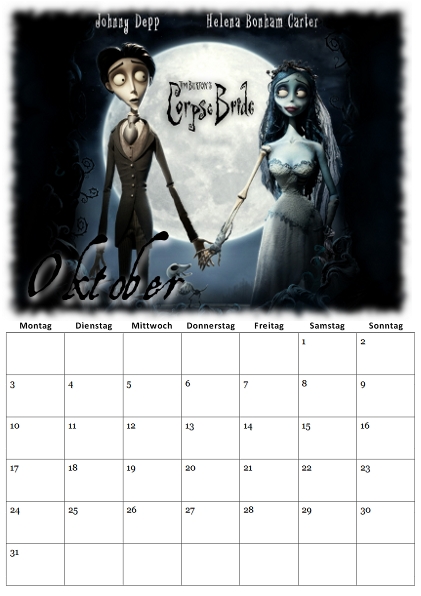 Johnny Depp Helena Bonham Carter
Tim Burton's
Corpse Bride
Oktober
Montag Dienstag Mittwoch Donnerstag Freitag Samstag Sonntag
1 2
3 4 5 6 7 8 9
10 11 12 13 14 15 16
17 18 19 20 21 22 23
24 25 26 27 28 29 30
31